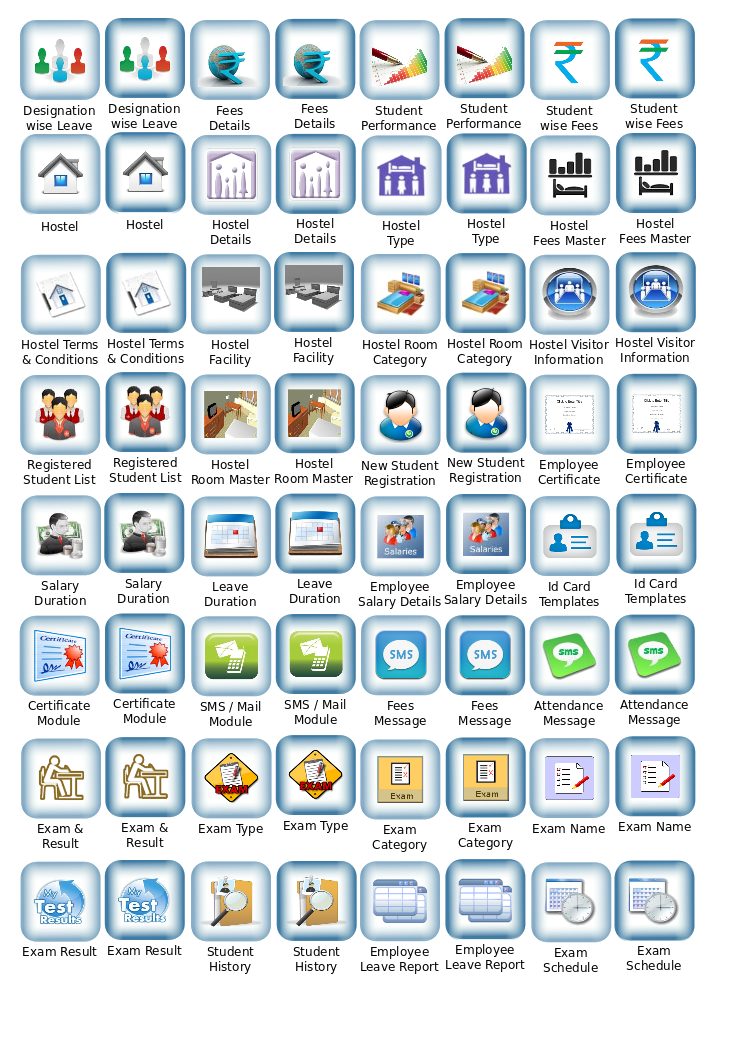 Designation
wise Leave
Designation
wise Leave
Fees
Details
Fees
Details
Student
Performance
Student
Performance
Student
wise Fees
Student
wise Fees
Hostel
Hostel
Hostel
Details
Hostel
Details
Hostel
Type
Hostel
Type
Hostel
Fees Master
Hostel
Fees Master
Hostel Terms
& Conditions
Hostel Terms
& Conditions
Hostel
Facility
Hostel
Facility
Hostel Room
Category
Hostel Room
Category
Hostel Visitor
Information
Hostel Visitor
Information
Registered
Student List
Registered
Student List
Hostel
Room Master
Hostel
Room Master
New Student
Registration
New Student
Registration
Employee
Certificate
Employee
Certificate
Salary
Duration
Salary
Duration
Leave
Duration
Leave
Duration
Salaries
Employee
Salary Details
Salaries
Employee
Salary Details
Id Card
Templates
Id Card
Templates
Certificate
Certificate
Module
Certificate
Certificate
Module
SMS / Mail
Module
SMS / Mail
Module
SMS
Fees
Message
SMS
Fees
Message
sms
Attendance
Message
sms
Attendance
Message
Exam &
Result
Exam &
Result
EXAM
Exam Type
EXAM
Exam Type
Exam
Exam
Category
Exam
Exam
Category
Exam Name
Exam Name
My
Test
Results
Exam Result
My
Test
Results
Exam Result
Student
History
Student
History
Employee
Leave Report
Employee
Leave Report
Exam
Schedule
Exam
Schedule